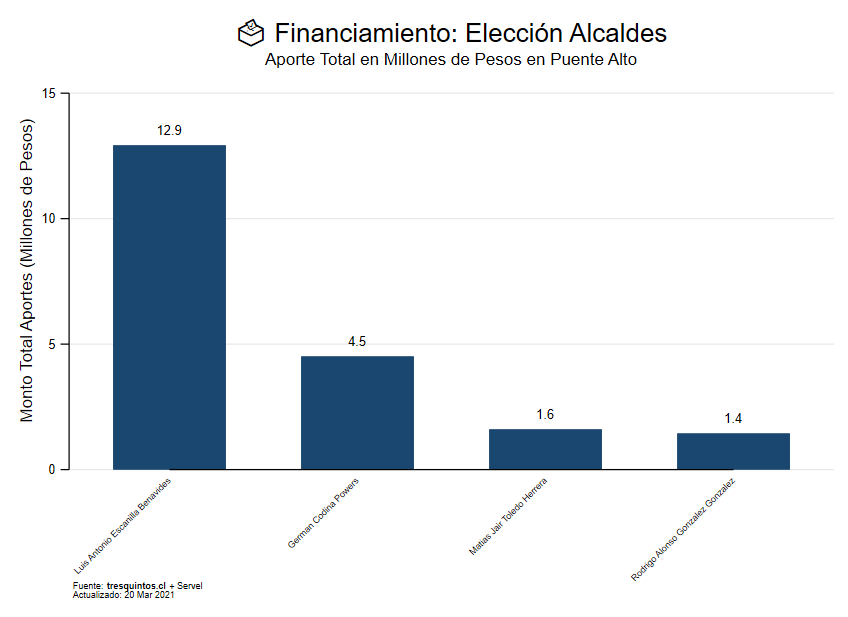 Financiamiento: Elección Alcaldes
Aporte Total en Millones de Pesos en Puente Alto
Monto Total Aportes (Millones de Pesos)
15
10
5
0
12.9
4.5
1.6
1.4
Luis Antonio Escanilla Benavides
German Codina Powers
Matias Jair Toledo Herrera
Rodrigo Alonso Gonzalez Gonzalez
Fuente: tresquintos.cl + Servel
Actualizado: 20 Mar 2021